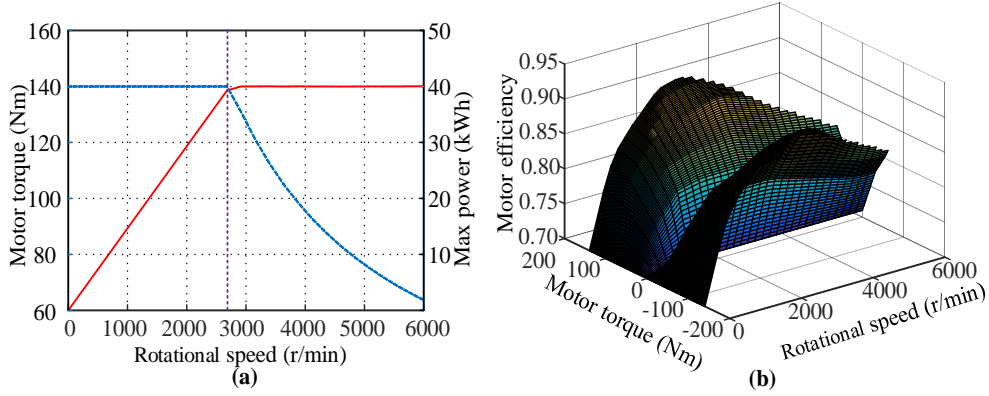 160
140
120
100
80
60
Motor torque (Nm)
50
40
30
20
10
Max power (kWh)
0 1000 2000 3000 4000 5000 6000
Rotational speed (r/min)
(a)
0.95
0.90
0.85
0.80
0.75
0.70
Motor efficiency
200 100 0 -100 -200
Motor torque (Nm)
0 2000 4000 6000
Rotational speed (r/min)
(b)